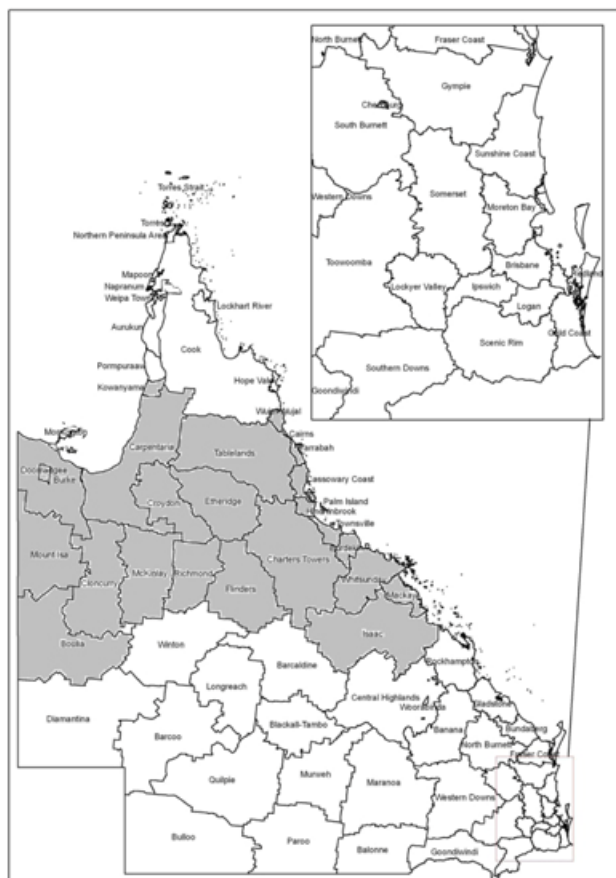 North Burnett
Fraser Coast
Gympie
Cherbourg
South Burnett
Sunshine Coast
Western Downs
Somerset
Moreton Bay
Toowoomba
Brisbane
Redland
Lockyer Valley
Ipswich
Logan
Gold Coast
Scenic Rim
Southern Downs
Goondiwindi
Torres Strait
Torres
Northern Peninsula Area
Mapoon
Napranum
Weipa Town
Lockhart River
Aurukun
Cook
Pormpuraaw
Hope Vale
Kowanyama
Wujal Wujal
Mornington
Carpentaria
Cairns
Yarrabah
Tablelands
Doomadgee
Burke
Cassowary Coast
Croydon
Etheridge
Palm Island
Hinchinbrook
Townsville
Burdekin
Mount Isa
Charters Towers
Cloncurry
McKinlay
Richmond
Flinders
Whitsunday
Mackay
Boulia
Isaac
Winton
Barcaldine
Rockhampton
Longreach
Central Highlands
Woorabinda
Gladstone
Diamantina
Blackall-Tambo
Banana
Barcoo
North Burnett
Bundaberg
Fraser Coast
Quilpie
Murweh
Maranoa
Western Downs
Bulloo
Paroo
Balonne
Goondiwindi